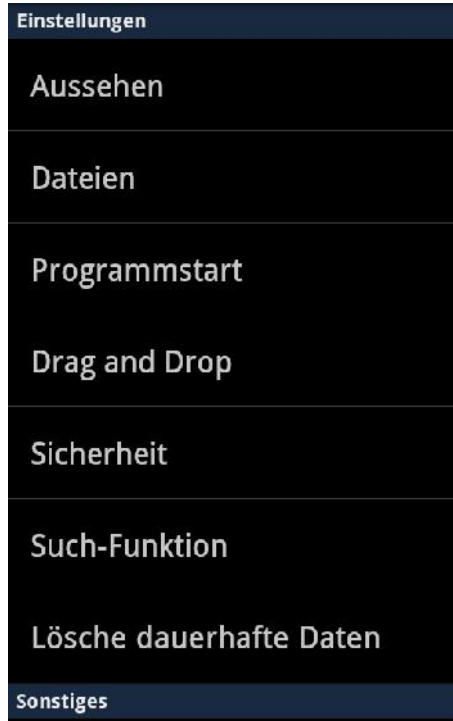 Einstellungen
Aussehen
Dateien
Programmstart
Drag and Drop
Sicherheit
Such-Funktion
Lösche dauerhafte Daten
Sonstiges